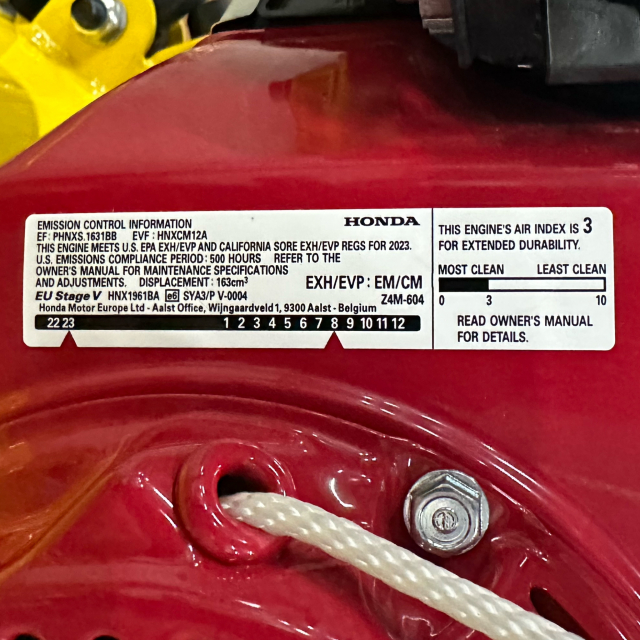 EMISSION CONTROL INFORMATION
HONDA
EF: PHNXS.1631BB EVF: HNXCM12A
THIS ENGINE MEETS U.S. EPA EXH/EVP AND CALIFORNIA SORE EXH/EVP REGS FOR 2023.
U.S. EMISSIONS COMPLIANCE PERIOD: 500 HOURS REFER TO THE
OWNER'S MANUAL FOR MAINTENANCE SPECIFICATIONS
AND ADJUSTMENTS. DISPLACEMENT: 163cm³
EXH/EVP: EM/CM
EU Stage V HNX1961BA e6 SYA3/P V-0004
Z4M-604
Honda Motor Europe Ltd - Aalst Office, Wijngaardveld 1, 9300 Aalst - Belgium
22 23 1 2 3 4 5 6 7 8 9 10 11 12
THIS ENGINE'S AIR INDEX IS 3
FOR EXTENDED DURABILITY.
MOST CLEAN LEAST CLEAN
0 3 10
READ OWNER'S MANUAL
FOR DETAILS.